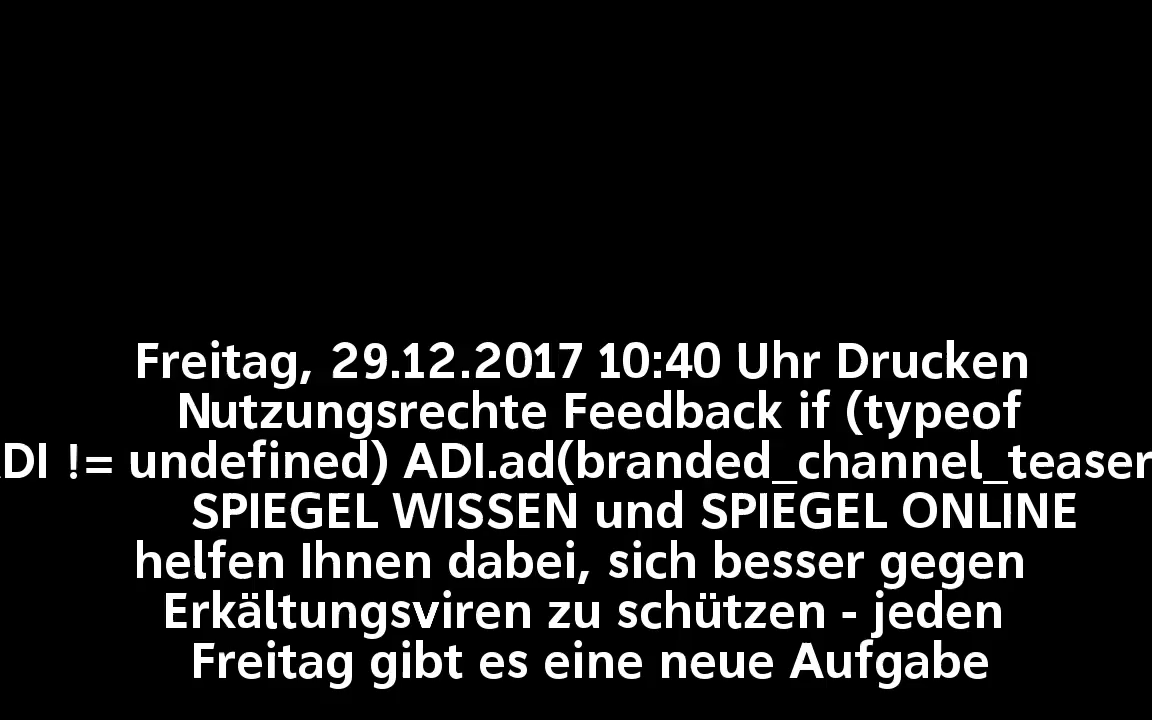 Freitag, 29.12.2017 10:40 Uhr Drucken
Nutzungsrechte Feedback if (typeof
DI != undefined) ADI.ad(branded_channel_teaser
SPIEGEL WISSEN und SPIEGEL ONLINE
helfen Ihnen dabei, sich besser gegen
Erkältungsviren zu schützen - jeden
Freitag gibt es eine neue Aufgabe